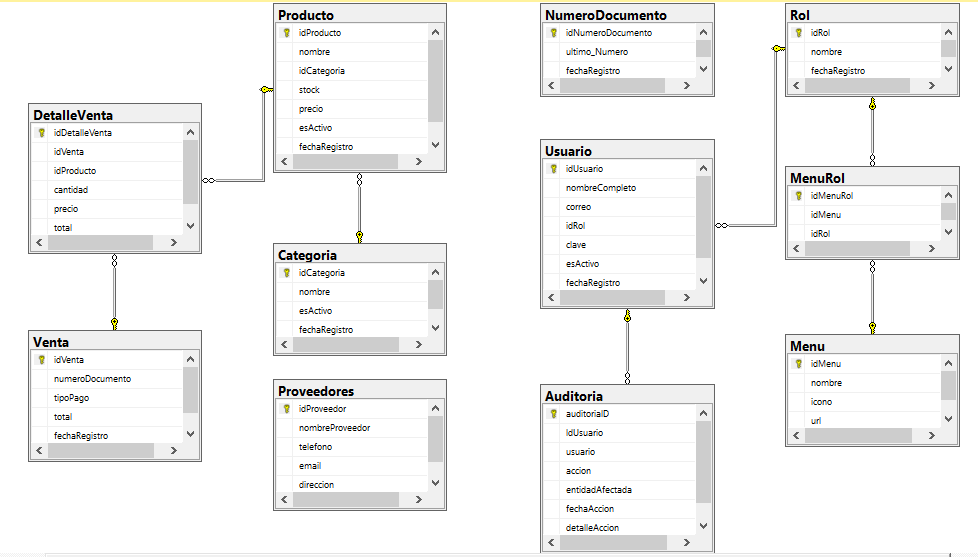 Producto
idProducto
nombre
idCategoria
stock
precio
esActivo
fechaRegistro
NumeroDocumento
idNumeroDocumento
ultimo_Numero
fechaRegistro
Rol
idRol
nombre
fechaRegistro
DetalleVenta
idDetalleVenta
idVenta
idProducto
cantidad
precio
total
Usuario
idUsuario
nombreCompleto
correo
idRol
clave
esActivo
fechaRegistro
MenuRol
idMenuRol
idMenu
idRol
Categoria
idCategoria
nombre
esActivo
fechaRegistro
Venta
idVenta
numeroDocumento
tipoPago
total
fechaRegistro
Menu
idMenu
nombre
icono
url
Proveedores
idProveedor
nombreProveedor
telefono
email
direccion
Auditoria
auditoriaID
IdUsuario
usuario
accion
entidadAfectada
fechaAccion
detalleAccion